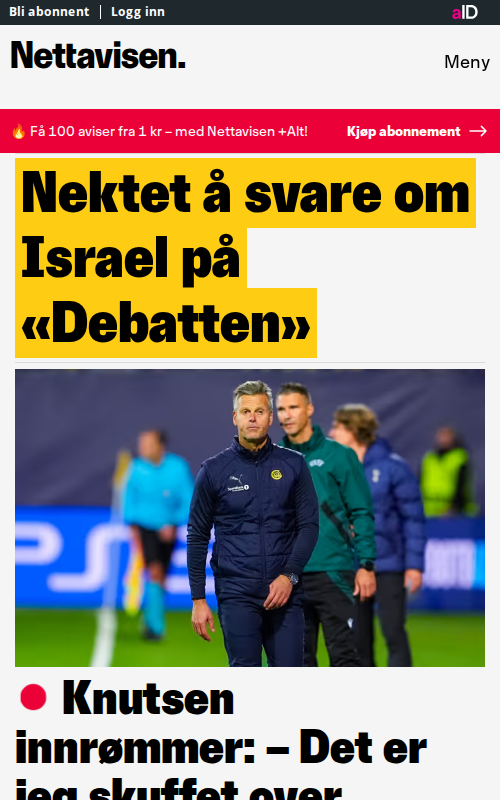 Bli abonnent | Logg inn
aID
Nettavisen.
Meny
🔥 Få 100 aviser fra 1 kr – med Nettavisen +Alt!
Kjøp abonnement →
Nektet å svare om
Israel på
«Debatten»
Knutsen
innrømmer: – Det er
jeg skuffet over